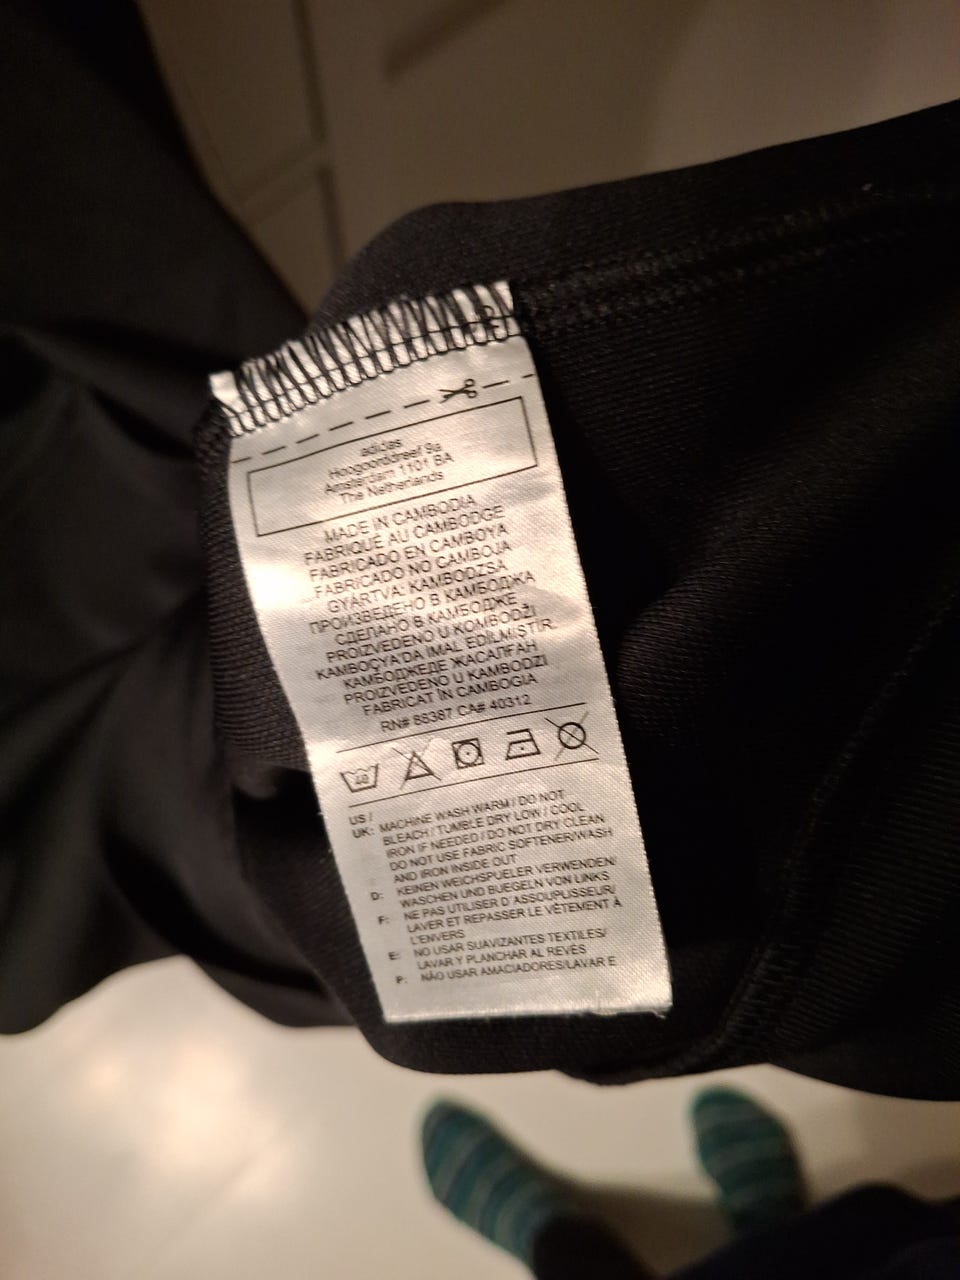 adidas
Hoogoorddreef 9a
Amsterdam 1101 BA
The Netherlands
MADE IN CAMBODIA
FABRIQUÉ AU CAMBODGE
FABRICADO EN CAMBOYA
FABRICADO NO CAMBOJA
GYÁRTVA: KAMBODZSA
ПРОИЗВЕДЕНО В КАМБОДЖА
СДЕЛАНО В КАМБОДЖЕ
PROIZVEDENO U KOMBODŽI
KAMBOÇYA'DA IMAL EDILMIŞTIR.
КАМБОДЖЕДЕ ЖАСАЛҒАН
PROIZVEDENO U KAMBODZI
FABRICAT ÎN CAMBOGIA
RN# 88387 CA# 40312
40
US /
UK: MACHINE WASH WARM / DO NOT
BLEACH / TUMBLE DRY LOW / COOL
IRON IF NEEDED / DO NOT DRY CLEAN
DO NOT USE FABRIC SOFTENER/WASH
AND IRON INSIDE OUT
D: KEINEN WEICHSPUELER VERWENDEN/
WASCHEN UND BUEGELN VON LINKS
F: NE PAS UTILISER D'ASSOUPLISSEUR/
LAVER ET REPASSER LE VÊTEMENT À
L'ENVERS
E: NO USAR SUAVIZANTES TEXTILES/
LAVAR Y PLANCHAR AL REVÉS
P: NÃO USAR AMACIADORES/LAVAR E